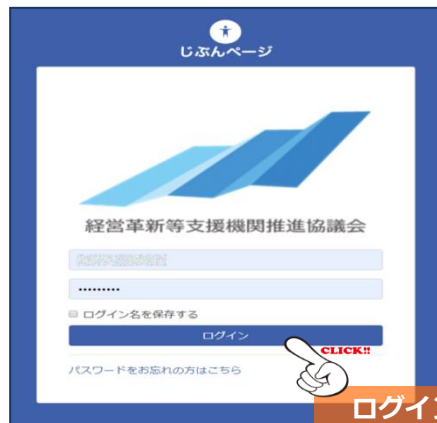 じぶんページ
経営革新等支援機関推進協議会
•••••••••
ログイン名を保存する
ログイン
CLICK!!
パスワードをお忘れの方はこちら
ログイン